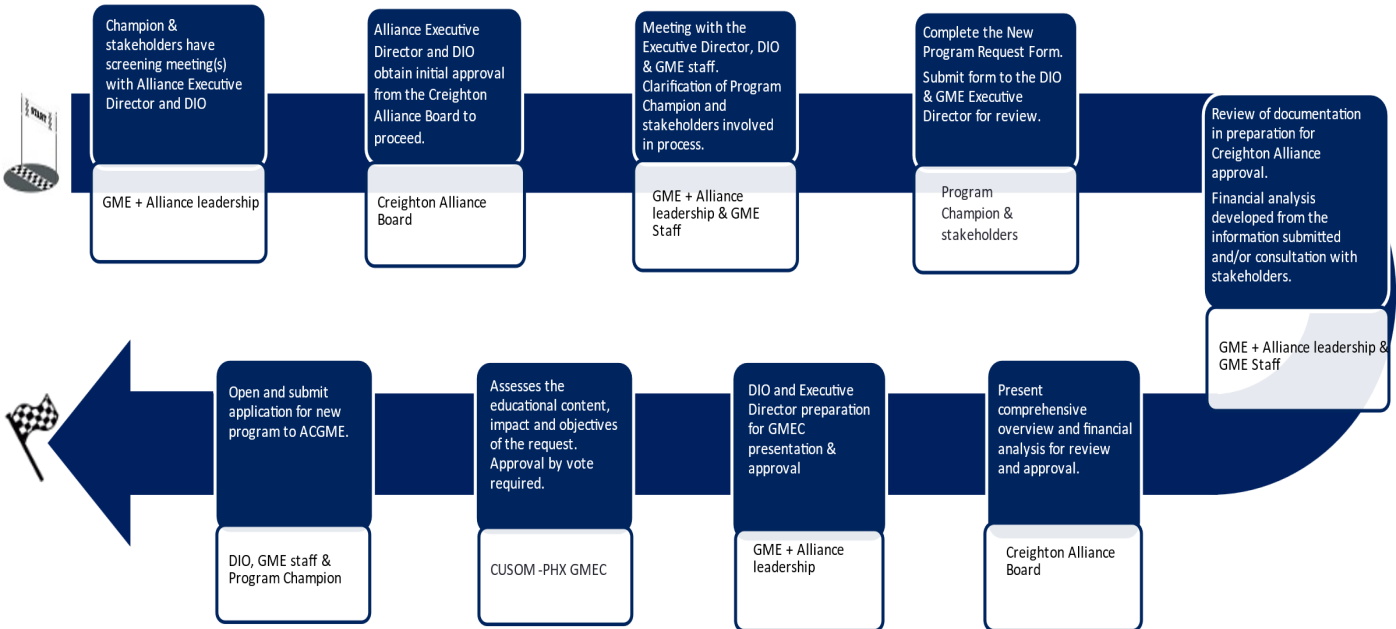 START
Champion &
stakeholders have
screening meeting(s)
with Alliance Executive
Director and DIO
GME + Alliance leadership
Alliance Executive
Director and DIO
obtain initial approval
from the Creighton
Alliance Board to
proceed.
Creighton Alliance
Board
Meeting with the
Executive Director, DIO
& GME staff.
Clarification of Program
Champion and
stakeholders involved
in process.
GME + Alliance
leadership & GME
Staff
Complete the New
Program Request Form.
Submit form to the DIO
& GME Executive
Director for review.
Program
Champion &
stakeholders
Review of documentation
in preparation for
Creighton Alliance
approval.
Financial analysis
developed from the
information submitted
and/or consultation with
stakeholders.
GME + Alliance leadership &
GME Staff
Present
comprehensive
overview and financial
analysis for review
and approval.
Creighton Alliance
Board
DIO and Executive
Director preparation
for GMEC
presentation &
approval
GME + Alliance
leadership
Assesses the
educational content,
impact and objectives
of the request.
Approval by vote
required.
CUSOM -PHX GMEC
Open and submit
application for new
program to ACGME.
DIO, GME staff &
Program Champion